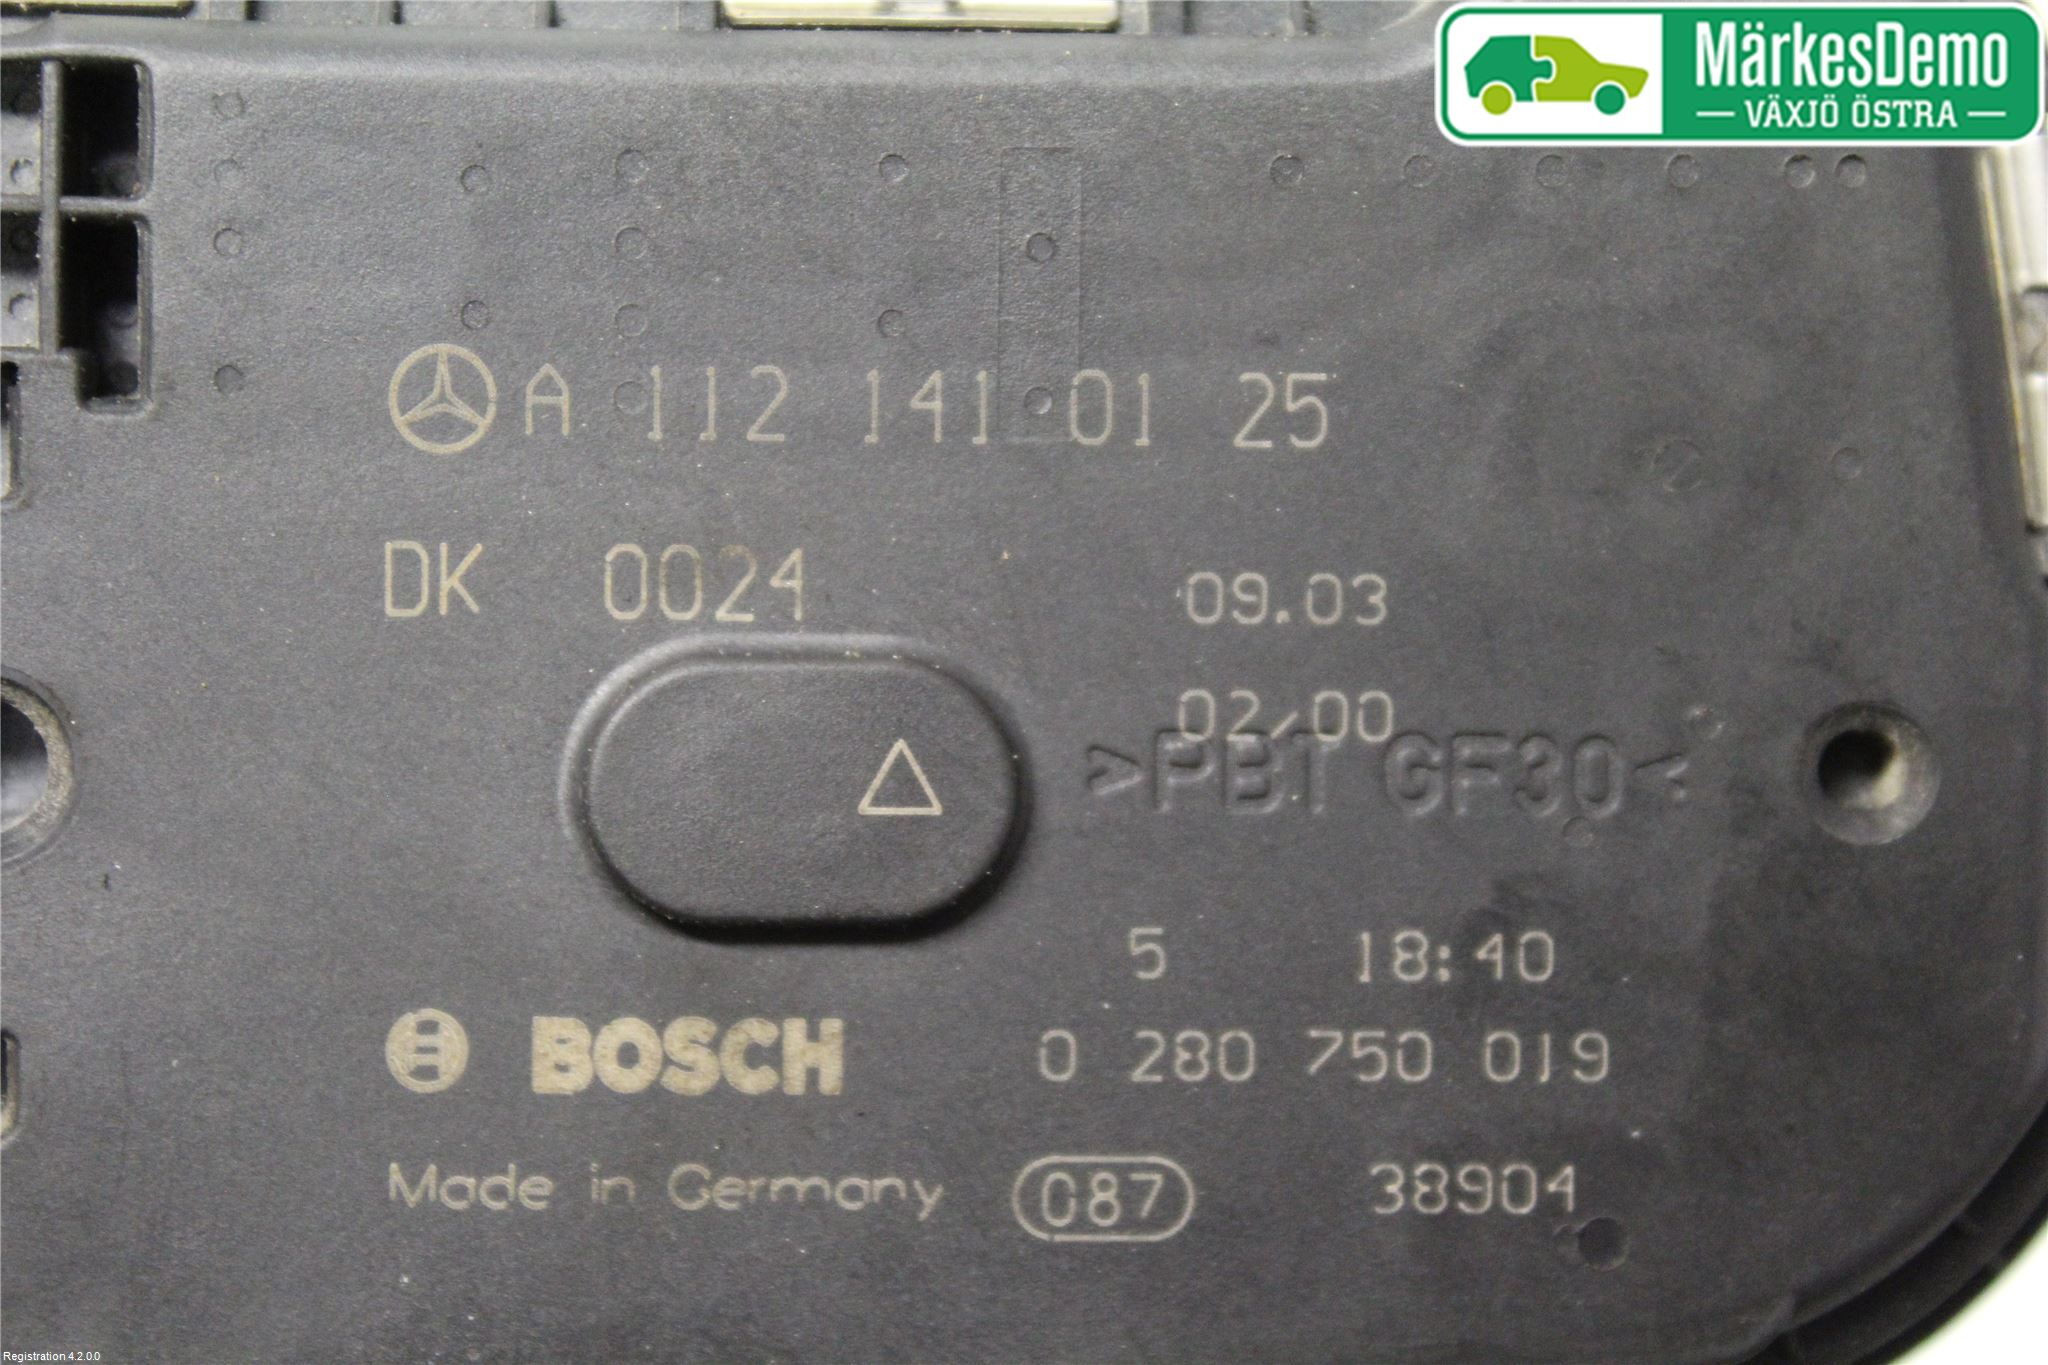 MärkesDemo
VÄXJÖ ÖSTRA
A 112 141 01 25
DK 0024 09.03
02/00
>PBT GF30<
5 18:40
BOSCH 0 280 750 019
Made in Germany 087 38904
Registration 4.2.0.0